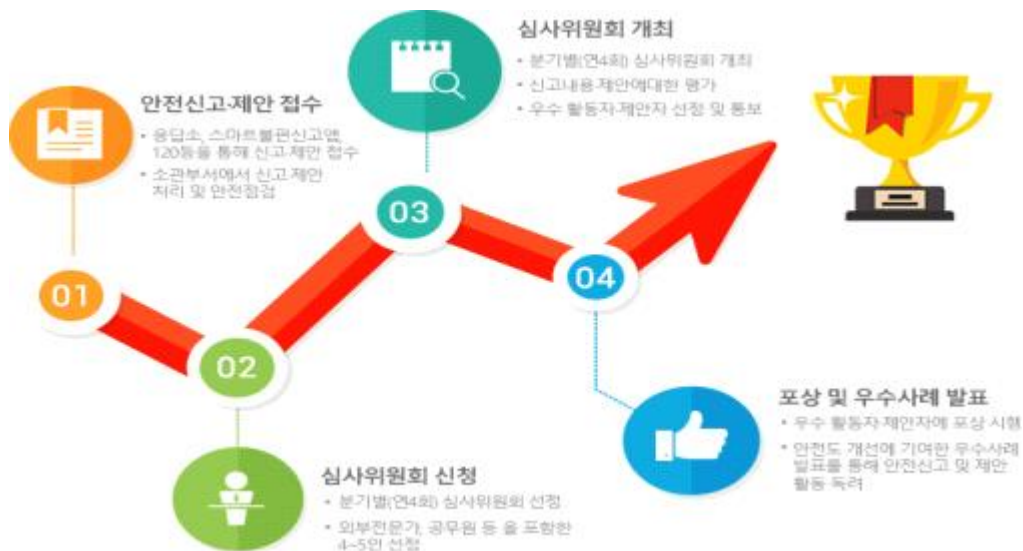 안전신고·제안 접수
• 응답소, 스마트불편신고앱,
120등을 통해 신고·제안 접수
• 소관부서에서 신고·제안
처리 및 안전점검
01
심사위원회 신청
• 분기별(연4회) 심사위원회 선정
• 외부전문가, 공무원 등 을 포함한
4~5인 선정
02
심사위원회 개최
• 분기별(연4회) 심사위원회 개최
• 신고내용·제안에대한 평가
• 우수 활동자·제안자 선정 및 통보
03
04
포상 및 우수사례 발표
• 우수 활동자·제안자에 포상 시행
• 안전도 개선에 기여한 우수사례
발표를 통해 안전신고 및 제안
활동 독려